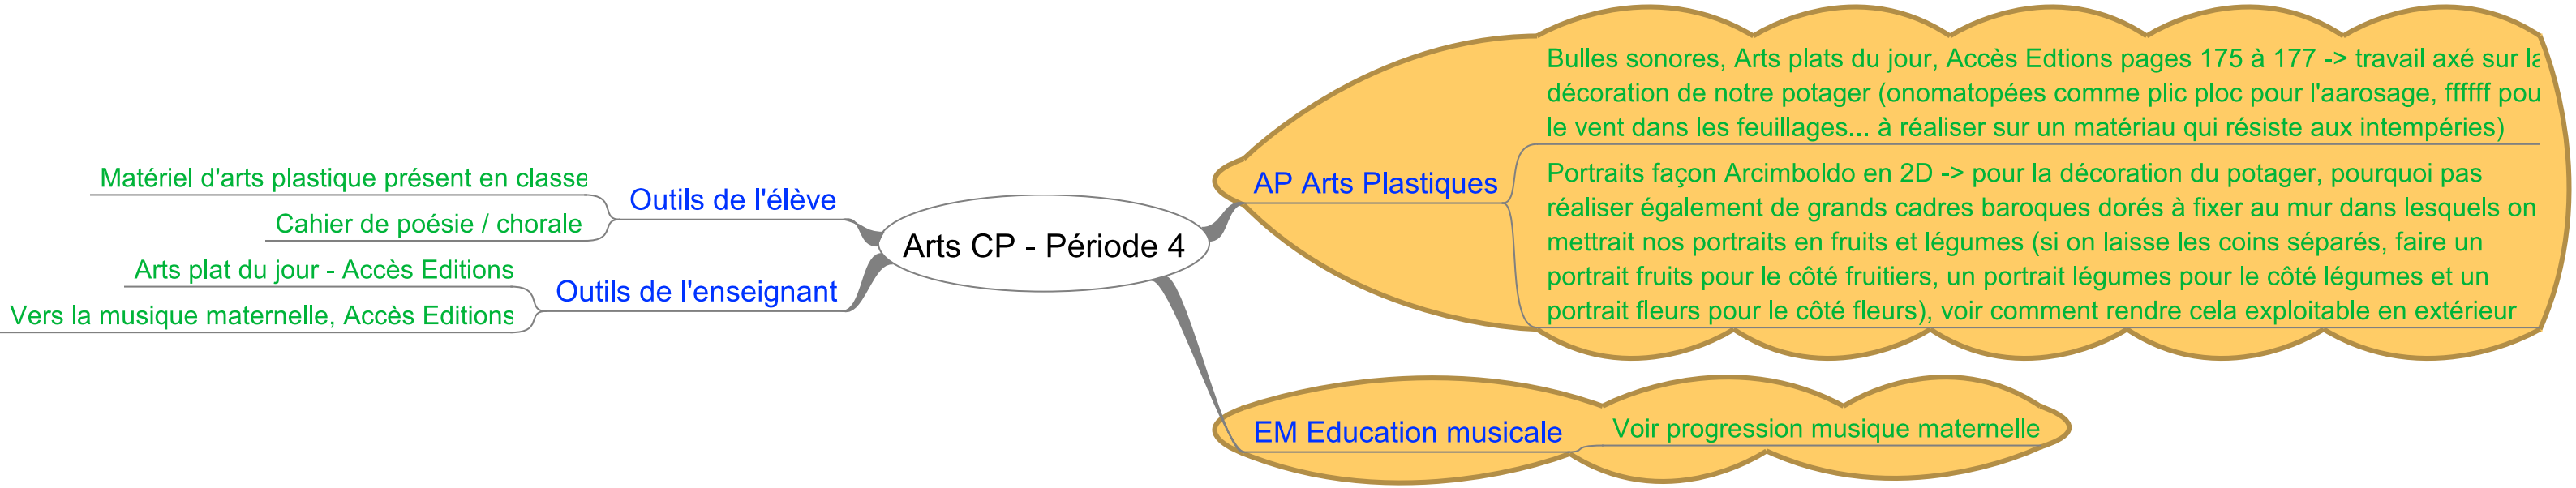 Arts CP - Période 4
Outils de l'élève
Matériel d'arts plastique présent en classe
Cahier de poésie / chorale
Outils de l'enseignant
Arts plat du jour - Accès Editions
Vers la musique maternelle, Accès Editions
AP Arts Plastiques
Bulles sonores, Arts plats du jour, Accès Edtions pages 175 à 177 -> travail axé sur la
décoration de notre potager (onomatopées comme plic ploc pour l'aarosage, ffffff pou
le vent dans les feuillages... à réaliser sur un matériau qui résiste aux intempéries)
Portraits façon Arcimboldo en 2D -> pour la décoration du potager, pourquoi pas
réaliser également de grands cadres baroques dorés à fixer au mur dans lesquels on
mettrait nos portraits en fruits et légumes (si on laisse les coins séparés, faire un
portrait fruits pour le côté fruitiers, un portrait légumes pour le côté légumes et un
portrait fleurs pour le côté fleurs), voir comment rendre cela exploitable en extérieur
EM Education musicale
Voir progression musique maternelle